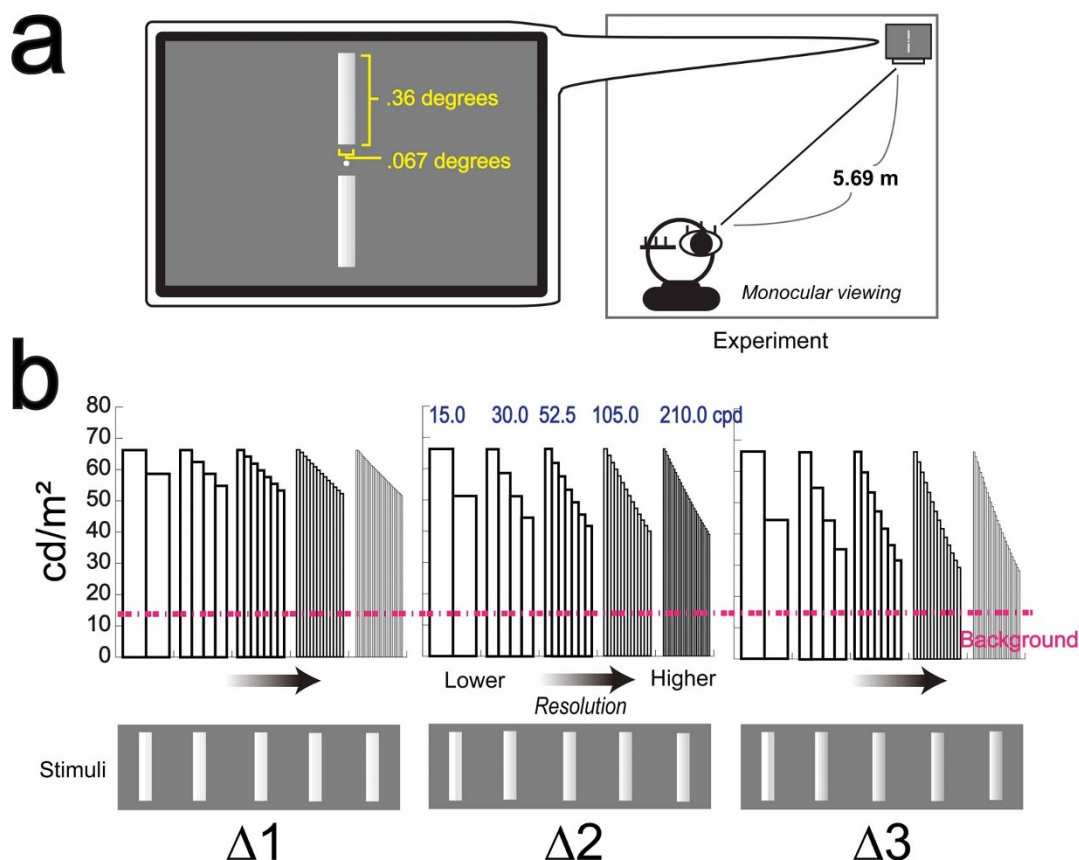 a
.36 degrees
.067 degrees
5.69 m
Monocular viewing
Experiment
b
cd/m²
80
70
60
50
40
30
20
10
0
15.0 30.0 52.5 105.0 210.0 cpd
Background
Lower Higher
Resolution
Stimuli
Δ1 Δ2 Δ3